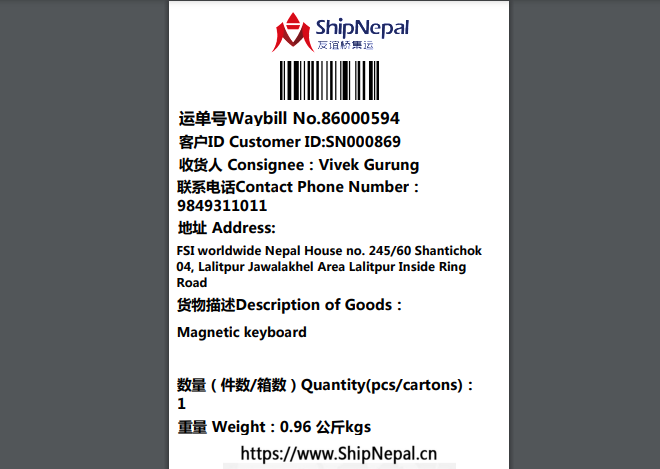 ShipNepal
友谊桥集运
运单号Waybill No.86000594
客户ID Customer ID:SN000869
收货人 Consignee：Vivek Gurung
联系电话Contact Phone Number：
9849311011
地址 Address:
FSI worldwide Nepal House no. 245/60 Shantichok
04, Lalitpur Jawalakhel Area Lalitpur Inside Ring
Road
货物描述Description of Goods：
Magnetic keyboard
数量（件数/箱数）Quantity(pcs/cartons)：
1
重量 Weight：0.96 公斤kgs
https://www.ShipNepal.cn